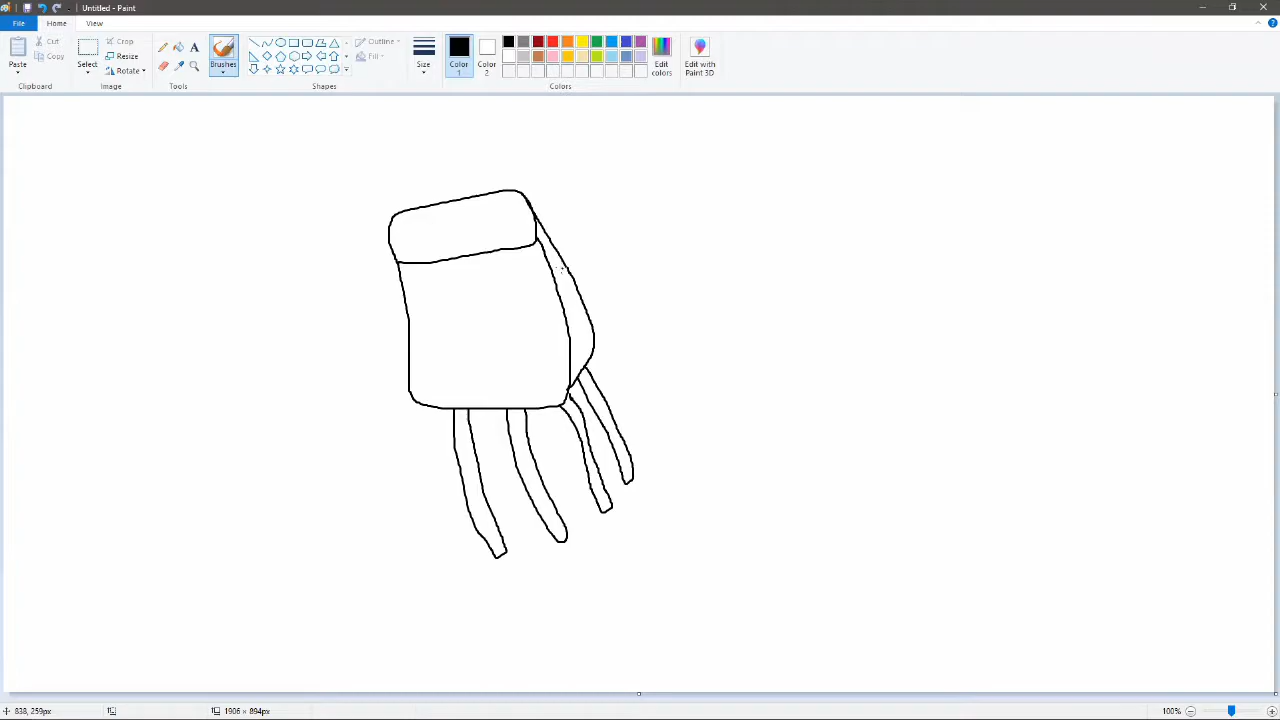 Untitled - Paint
File Home View
Paste
Cut
Copy
Clipboard
Select
Crop
Resize
Rotate
Image
A
Tools
Brushes
Outline
Fill
Shapes
Size
Color 1
Color 2
Edit colors
Colors
Edit with Paint 3D
838, 259px
1906 × 894px
100%